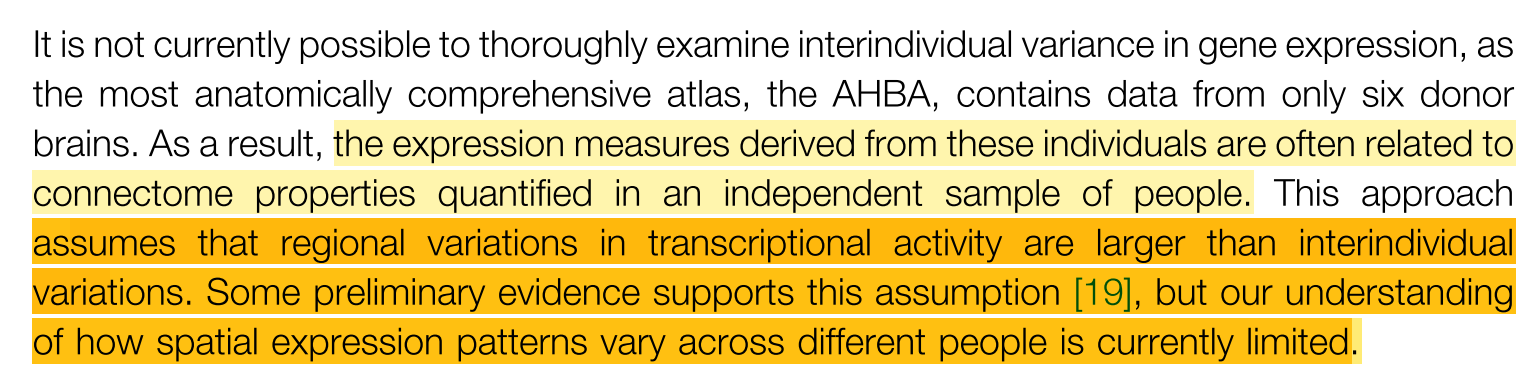 It is not currently possible to thoroughly examine interindividual variance in gene expression, as
the most anatomically comprehensive atlas, the AHBA, contains data from only six donor
brains. As a result, the expression measures derived from these individuals are often related to
connectome properties quantified in an independent sample of people. This approach
assumes that regional variations in transcriptional activity are larger than interindividual
variations. Some preliminary evidence supports this assumption [19], but our understanding
of how spatial expression patterns vary across different people is currently limited.